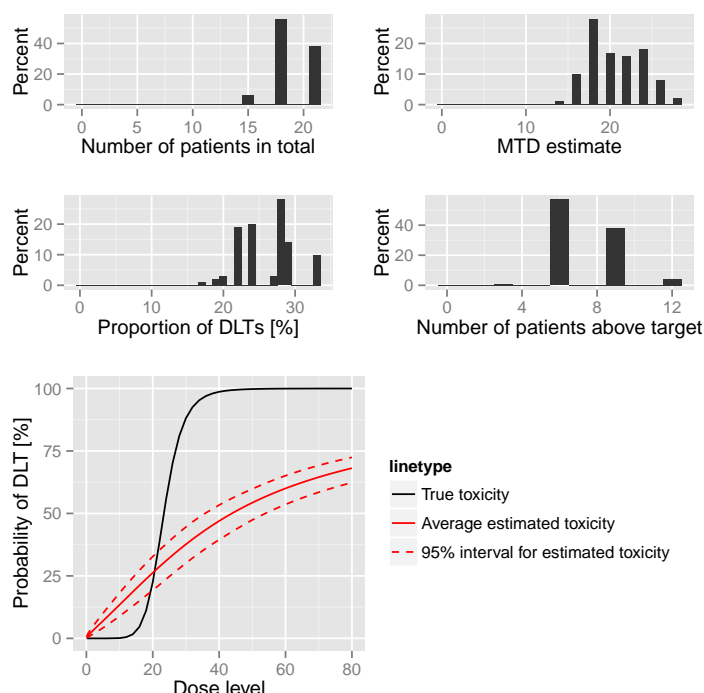 Percent
40
20
0
0
5
10
15
20
Number of patients in total
Percent
20
10
0
0
10
20
MTD estimate
Percent
20
10
0
0
10
20
30
Proportion of DLTs [%]
Percent
40
20
0
0
4
8
12
Number of patients above target
Probability of DLT [%]
100
75
50
25
0
0
20
40
60
80
Dose level
linetype
True toxicity
Average estimated toxicity
95% interval for estimated toxicity